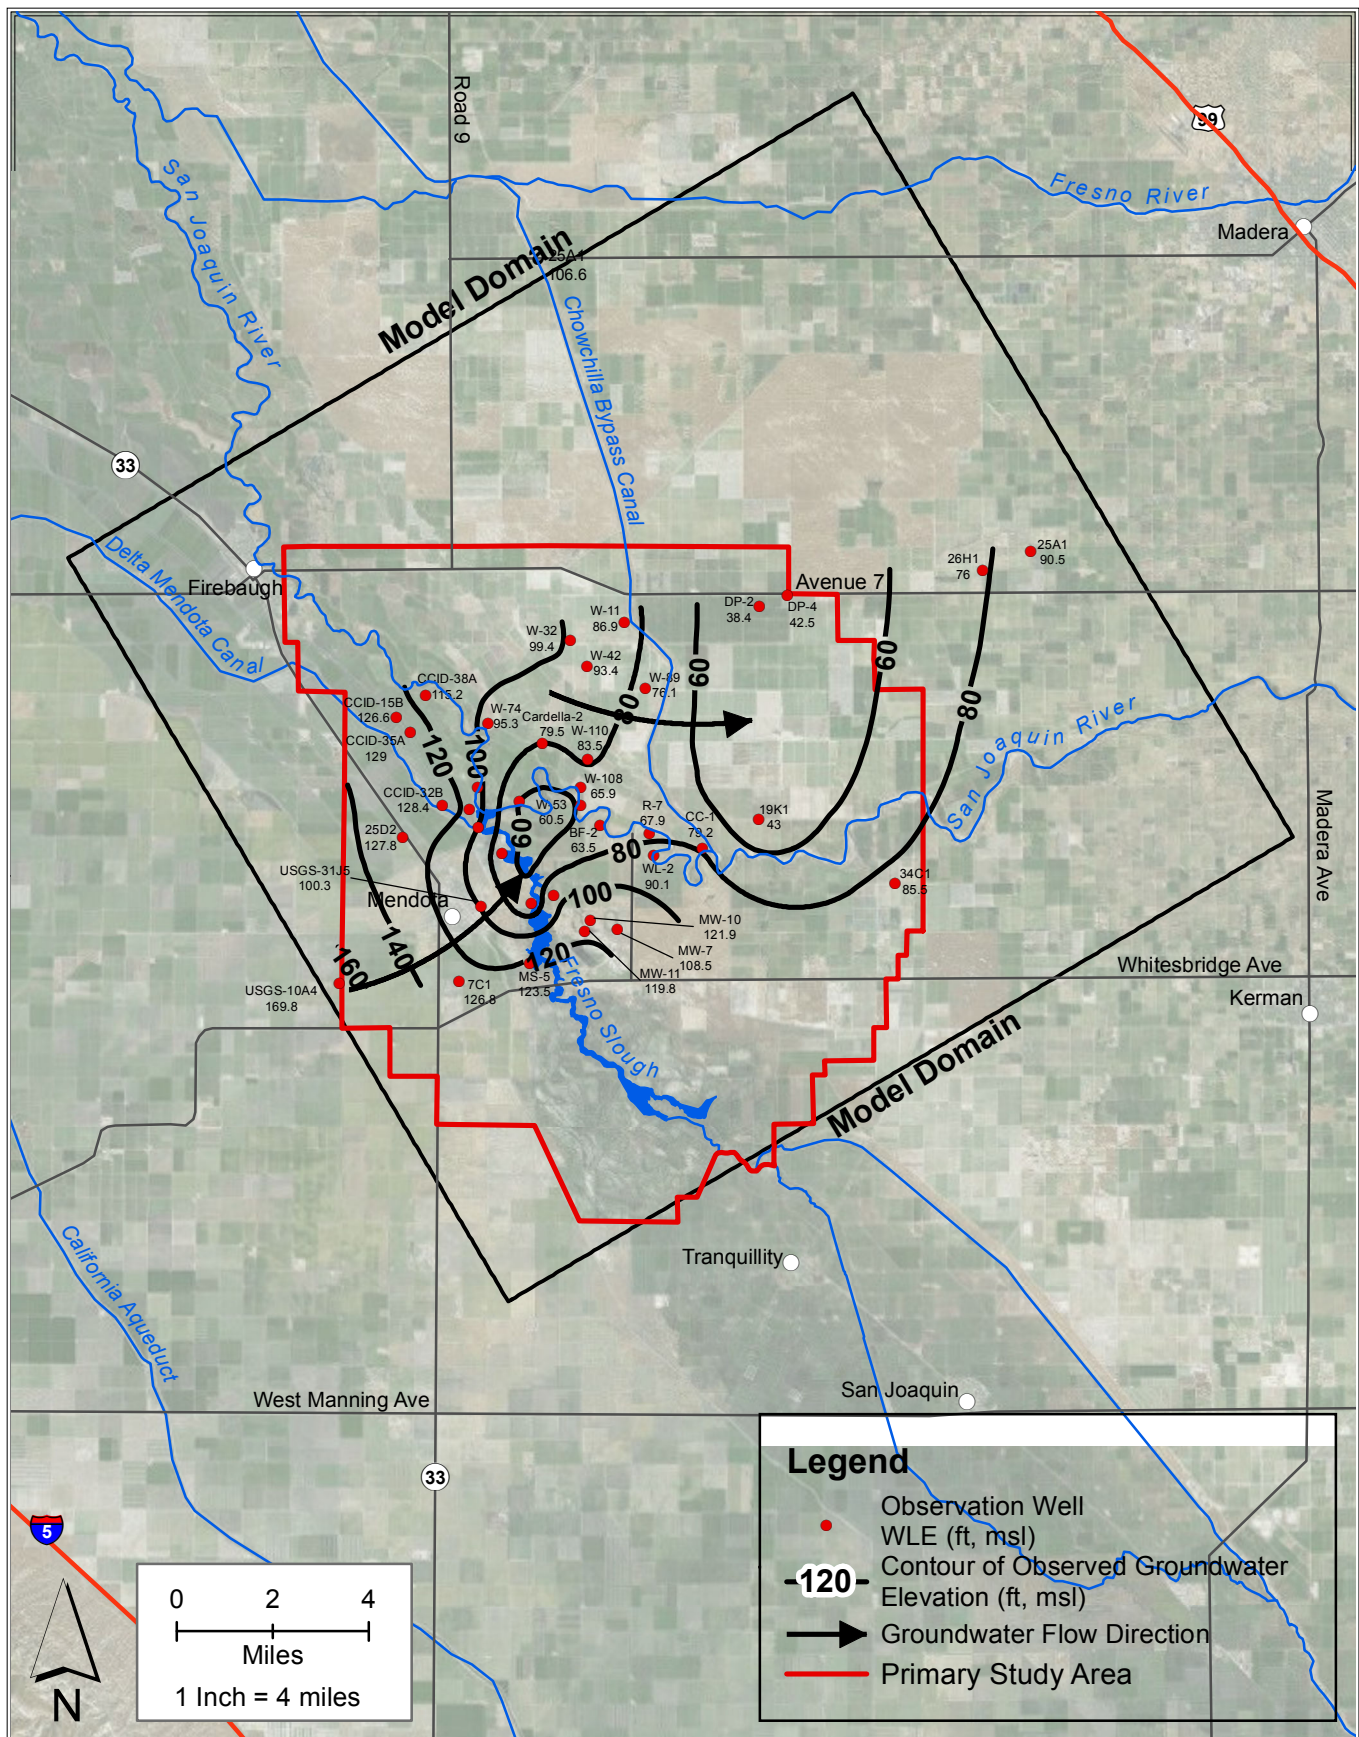 Road 9
99
San Joaquin River
Fresno River
Madera
Model Domain
25A1
106.6
Chowchilla Bypass Canal
33
Delta Mendota Canal
Firebaugh
Avenue 7
26H1
76
25A1
90.5
DP-2
38.4
DP-4
42.5
W-11
86.9
W-32
99.4
W-42
93.4
W-89
76.1
60
60
80
80
CCID-38A
115.2
CCID-15B
126.6
CCID-35A
129
W-74
95.3
Cardella-2
79.5
W-110
83.5
120
100
San Joaquin River
CCID-32B
128.4
W-108
65.9
W-53
60.5
60
BF-2
63.5
R-7
67.9
CC-1
79.2
19K1
43
25D2
127.8
80
WL-2
90.1
USGS-31J5
100.3
34C1
85.5
Mendota
100
MW-10
121.9
MW-7
108.5
MW-11
119.8
140
160
120
USGS-10A4
169.8
7C1
126.8
MS-5
123.5
Fresno Slough
Madera Ave
Whitesbridge Ave
Kerman
Model Domain
California Aqueduct
Tranquillity
San Joaquin
West Manning Ave
33
5
0 2 4
Miles
1 Inch = 4 miles
N
Legend
Observation Well
WLE (ft, msl)
120
Contour of Observed Groundwater
Elevation (ft, msl)
Groundwater Flow Direction
Primary Study Area